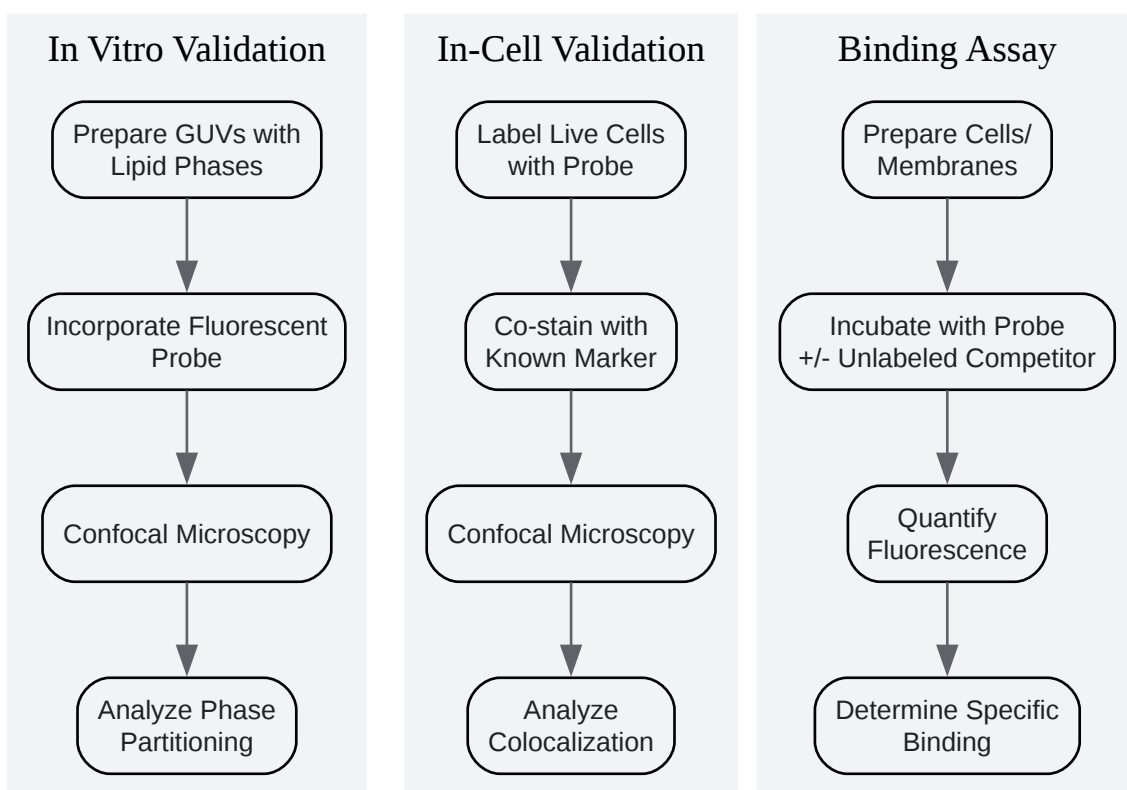 In Vitro Validation
Prepare GUVs with
Lipid Phases
Incorporate Fluorescent
Probe
Confocal Microscopy
Analyze Phase
Partitioning
In-Cell Validation
Label Live Cells
with Probe
Co-stain with
Known Marker
Confocal Microscopy
Analyze
Colocalization
Binding Assay
Prepare Cells/
Membranes
Incubate with Probe
+/- Unlabeled Competitor
Quantify
Fluorescence
Determine Specific
Binding